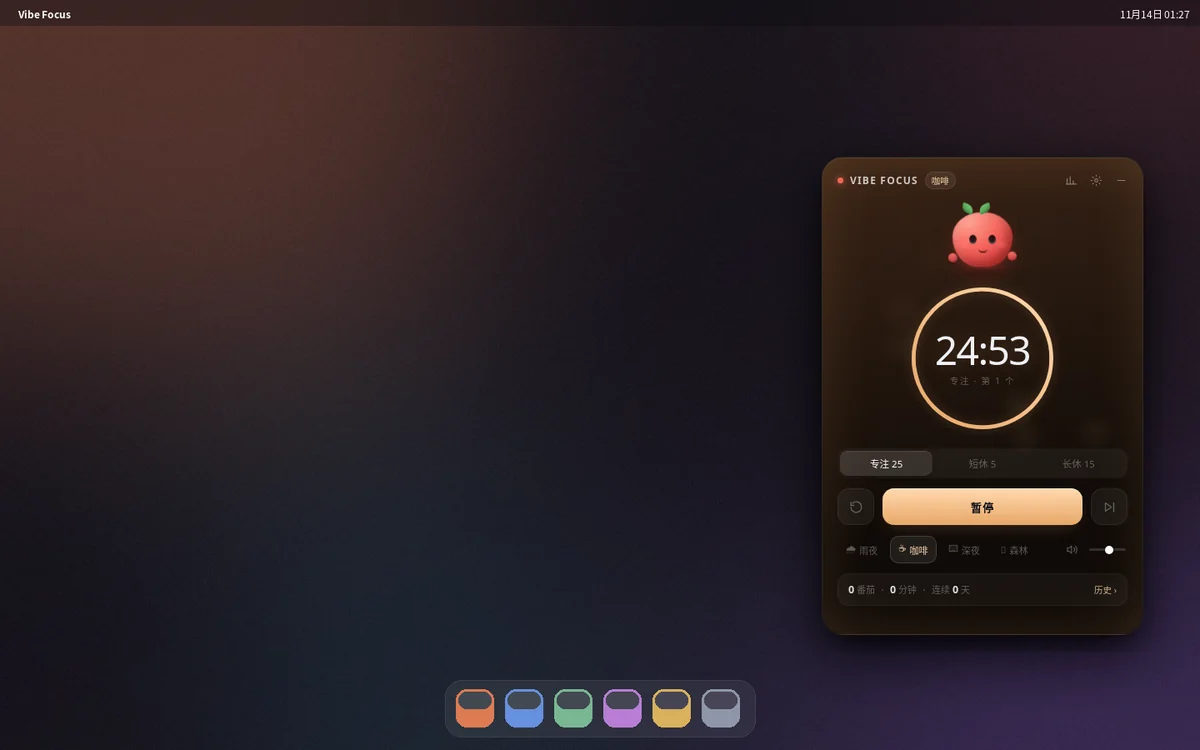 Vibe Focus
11月14日 01:27
VIBE FOCUS 咖啡
24:53
专注 · 第 1 个
专注 25 短休 5 长休 15
暂停
雨夜 咖啡 深夜 森林
0 番茄 · 0 分钟 · 连续 0 天 历史 ›